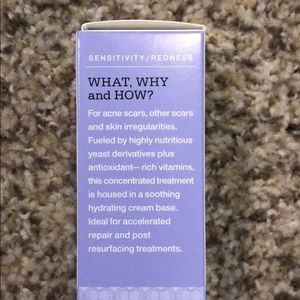 SENSITIVITY/REDNESS
WHAT, WHY
and HOW?
For acne scars, other scars
and skin irregularities.
Fueled by highly nutritious
yeast derivatives plus
antioxidant—rich vitamins,
this concentrated treatment
is housed in a soothing
hydrating cream base.
Ideal for accelerated
repair and post
resurfacing treatments.